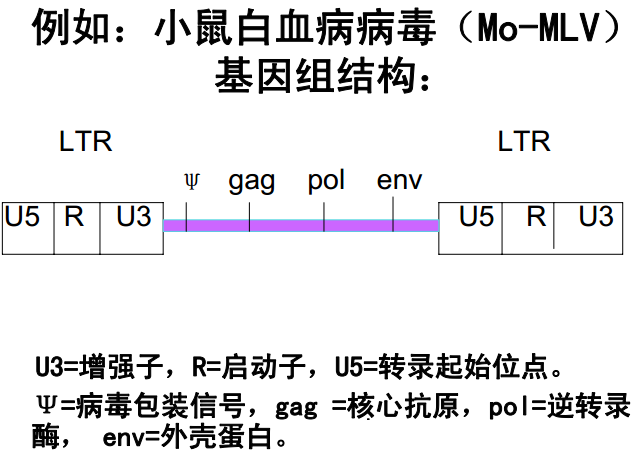 例如：小鼠白血病病毒（Mo-MLV）
基因组结构：
LTR LTR
Ψ gag pol env
U5 R U3 U5 R U3
U3=增强子，R=启动子，U5=转录起始位点。
Ψ=病毒包装信号，gag =核心抗原，pol=逆转录
酶， env=外壳蛋白。